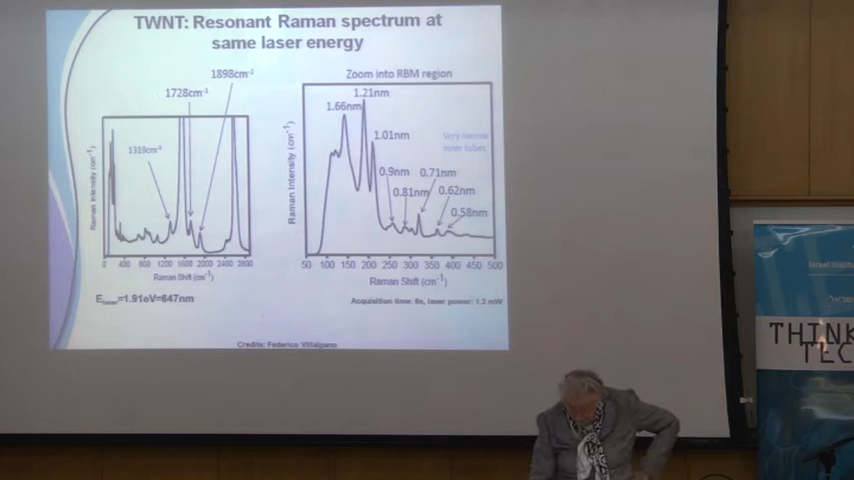 TWNT: Resonant Raman spectrum at
same laser energy
1898cm⁻¹
1728cm⁻¹
1319cm⁻¹
Raman Intensity (cm⁻¹)
0 400 800 1200 1600 2000 2400 2800
Raman Shift (cm⁻¹)
E laser=1.91eV=647nm
Zoom into RBM region
1.21nm
1.66nm
1.01nm
Very narrow
inner tubes
0.9nm
0.71nm
0.81nm
0.62nm
0.58nm
Raman Intensity (cm⁻¹)
50 100 150 200 250 300 350 400 450 500
Raman Shift (cm⁻¹)
Acquisition time: 6s, laser power: 1.2 mW
Credits: Federico Villalpano
THINK
TEC